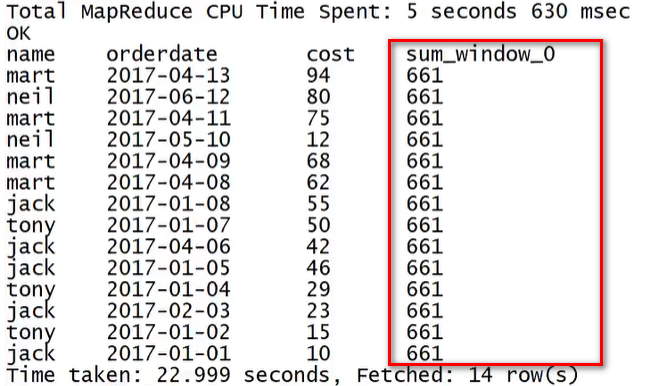 Total MapReduce CPU Time Spent: 5 seconds 630 msec
OK
name orderdate cost sum_window_0
mart 2017-04-13 94 661
neil 2017-06-12 80 661
mart 2017-04-11 75 661
neil 2017-05-10 12 661
mart 2017-04-09 68 661
mart 2017-04-08 62 661
jack 2017-01-08 55 661
tony 2017-01-07 50 661
jack 2017-04-06 42 661
jack 2017-01-05 46 661
tony 2017-01-04 29 661
jack 2017-02-03 23 661
tony 2017-01-02 15 661
jack 2017-01-01 10 661
Time taken: 22.999 seconds, Fetched: 14 row(s)